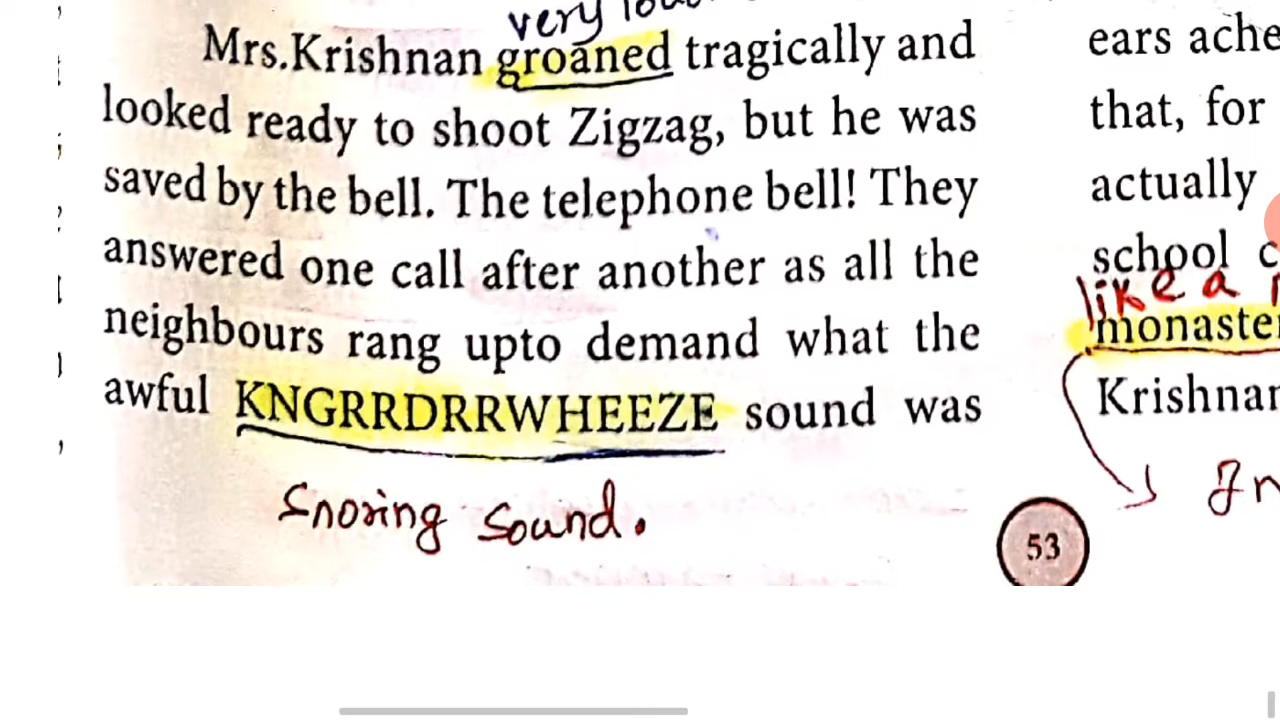 very
Mrs.Krishnan groaned tragically and
looked ready to shoot Zigzag, but he was
saved by the bell. The telephone bell! They
answered one call after another as all the
neighbours rang upto demand what the
awful KNGRRDRRWHEEZE sound was
Snoring Sound.
ears ache
that, for
actually
school
like a
Krishnan
53